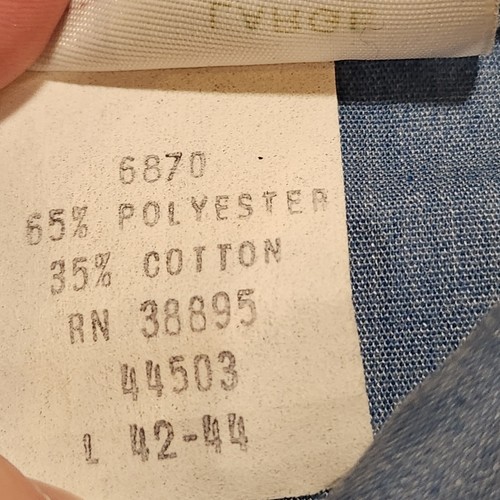 6870
65% POLYESTER
35% COTTON
RN 38895
44503
L 42-44